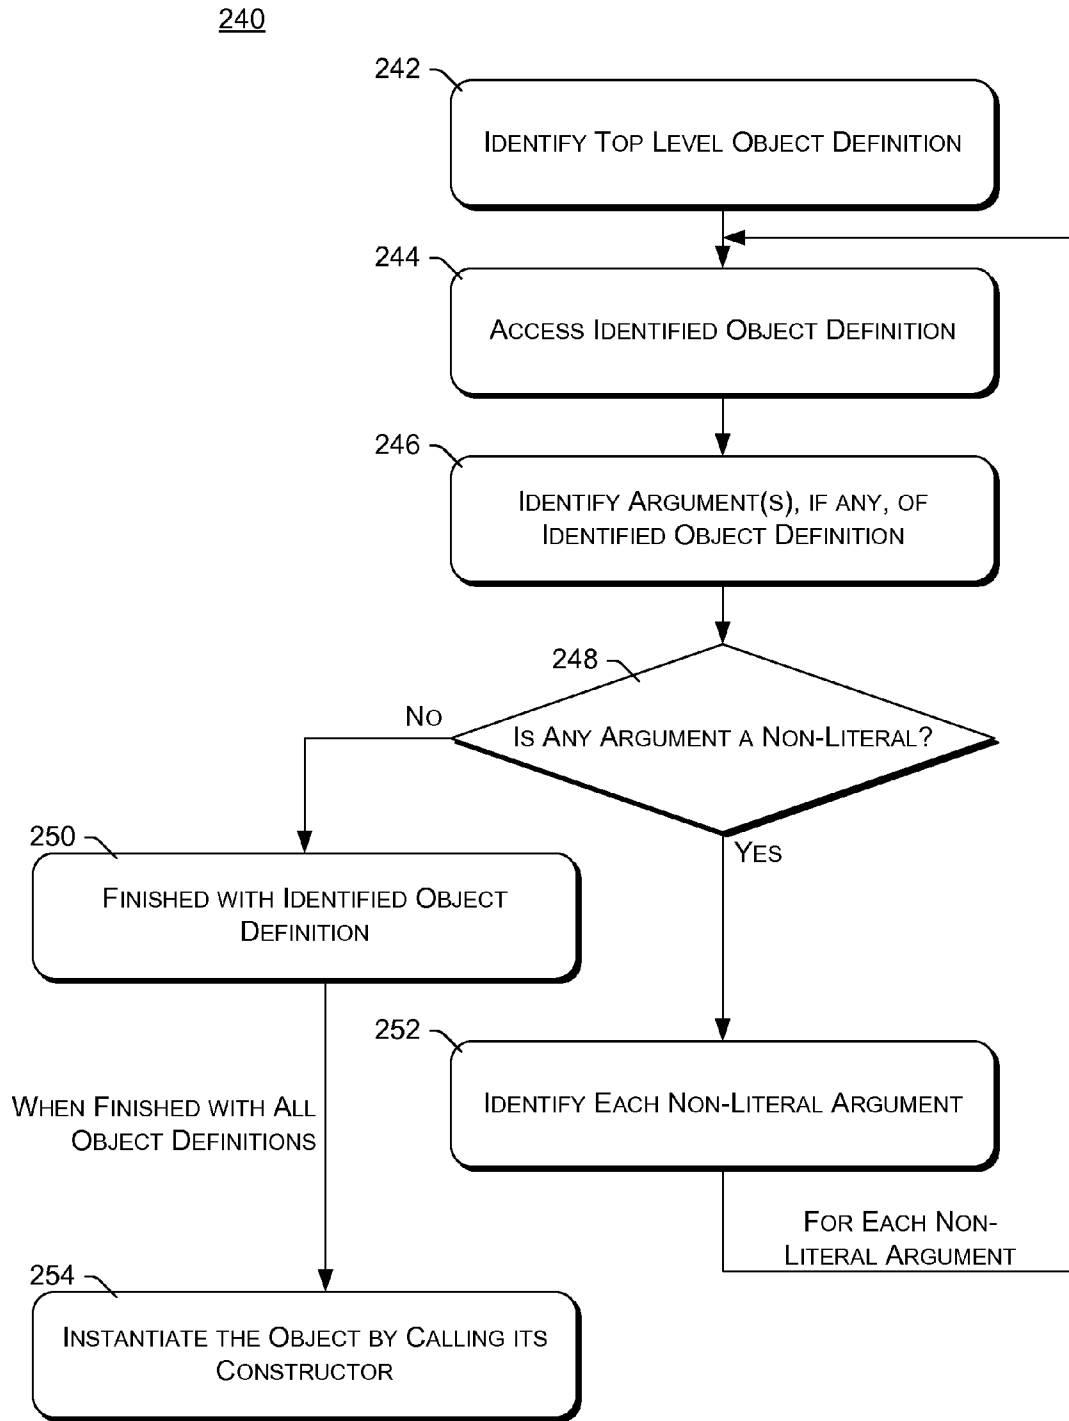 240
242
IDENTIFY TOP LEVEL OBJECT DEFINITION
244
ACCESS IDENTIFIED OBJECT DEFINITION
246
IDENTIFY ARGUMENT(S), IF ANY, OF
IDENTIFIED OBJECT DEFINITION
248
IS ANY ARGUMENT A NON-LITERAL?
NO
YES
250
FINISHED WITH IDENTIFIED OBJECT
DEFINITION
252
IDENTIFY EACH NON-LITERAL ARGUMENT
WHEN FINISHED WITH ALL
OBJECT DEFINITIONS
FOR EACH NON-
LITERAL ARGUMENT
254
INSTANTIATE THE OBJECT BY CALLING ITS
CONSTRUCTOR